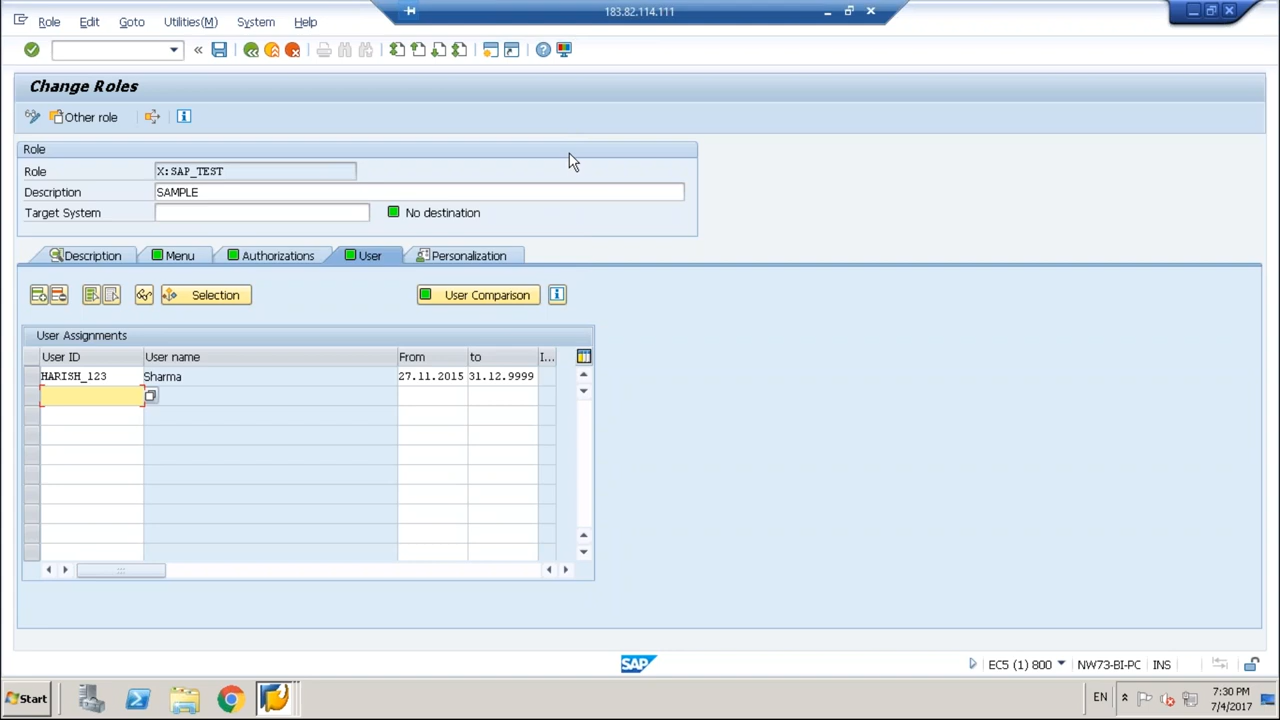 183.82.114.111
Role Edit Goto Utilities(M) System Help
Change Roles
Other role
Role
Role X:SAP_TEST
Description SAMPLE
Target System No destination
Description Menu Authorizations User Personalization
Selection User Comparison
User Assignments
User ID User name From to I...
HARISH_123 Sharma 27.11.2015 31.12.9999
SAP EC5 (1) 800 NW73-BI-PC INS
Start EN 7:30 PM
7/4/2017